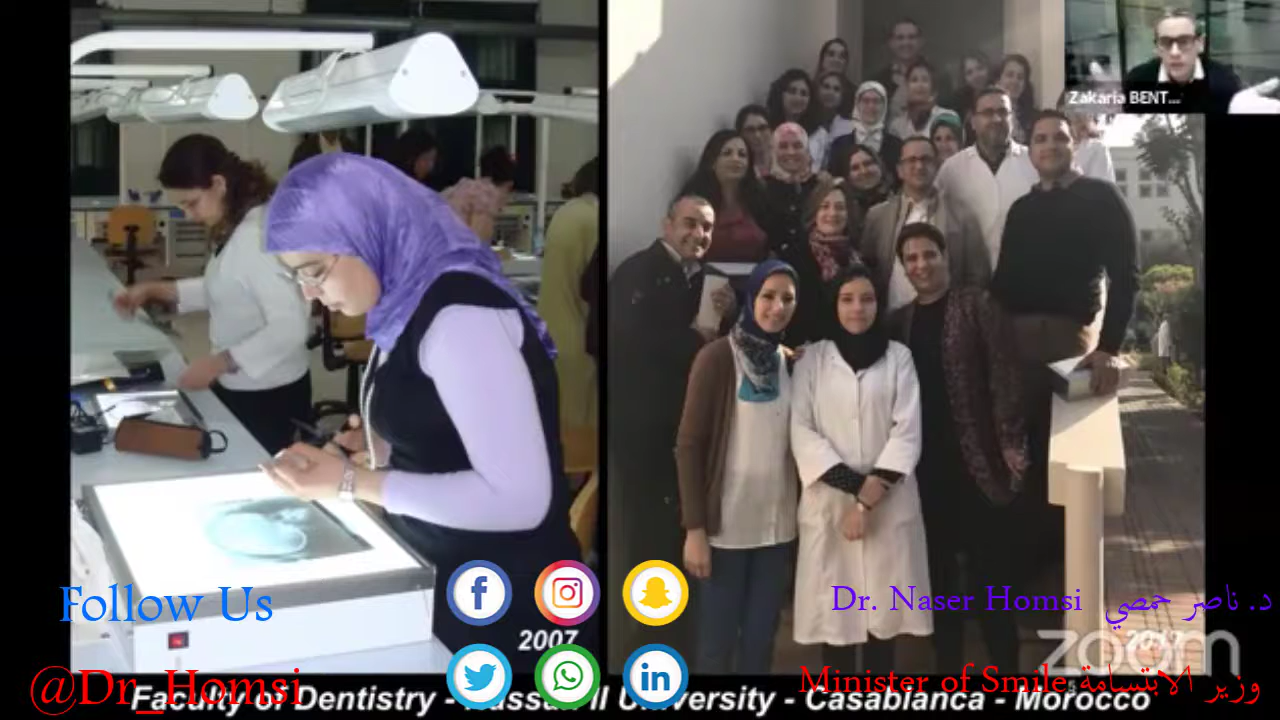 Zakaria BENT...
2007
Follow Us
Dr. Naser Homsi د. ناصر حمصي
zoom
@Dr_Homsi
Minister of Smile وزير الابتسامة
Faculty of Dentistry - Hassan II University - Casablanca - Morocco